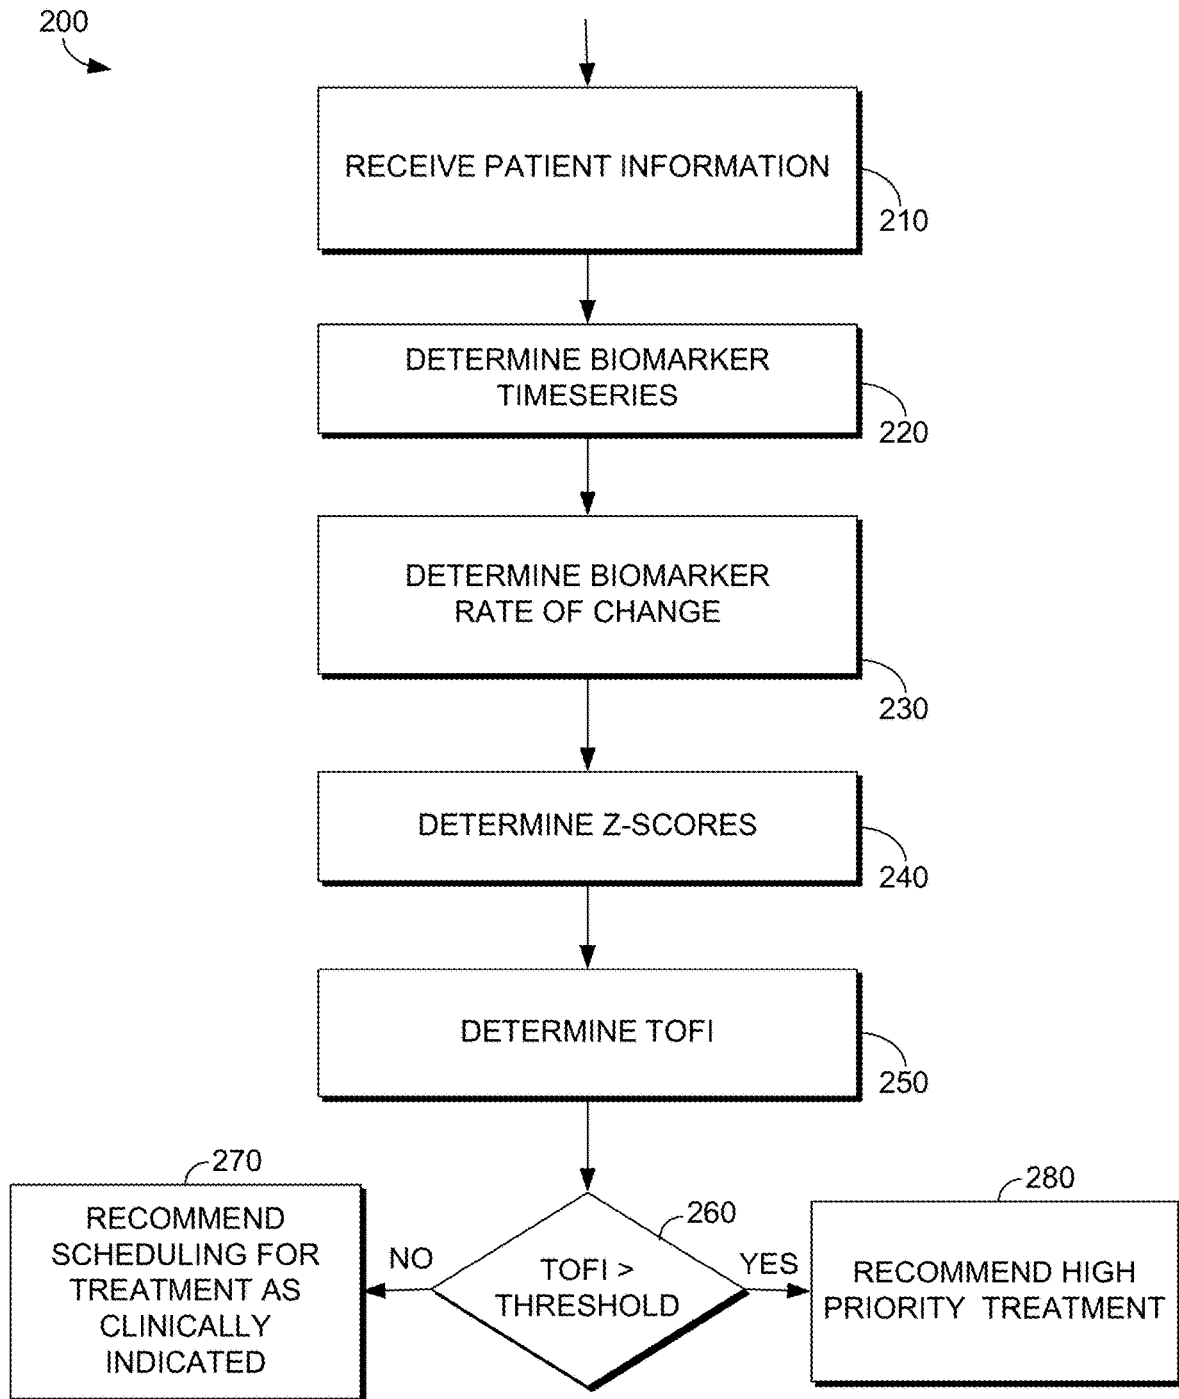 200
RECEIVE PATIENT INFORMATION
210
DETERMINE BIOMARKER
TIMESERIES
220
DETERMINE BIOMARKER
RATE OF CHANGE
230
DETERMINE Z-SCORES
240
DETERMINE TOFI
250
270
RECOMMEND
SCHEDULING FOR
TREATMENT AS
CLINICALLY
INDICATED
NO
260
TOFI >
THRESHOLD
YES
280
RECOMMEND HIGH
PRIORITY TREATMENT